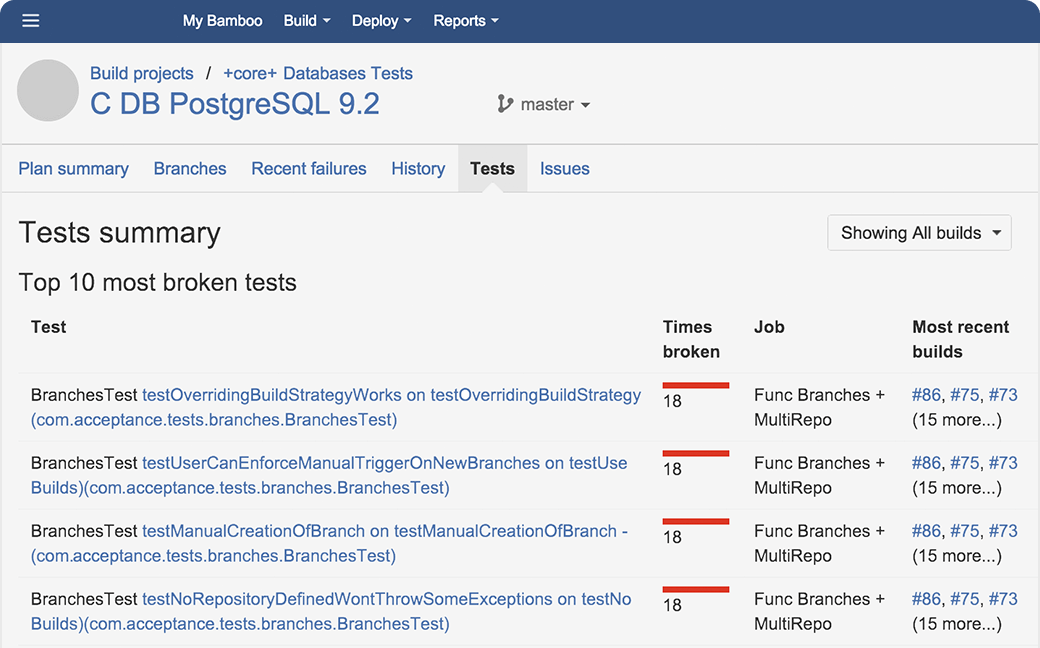 My Bamboo Build Deploy Reports
Build projects / +core+ Databases Tests
C DB PostgreSQL 9.2
master
Plan summary Branches Recent failures History Tests Issues
Tests summary
Showing All builds
Top 10 most broken tests
Test Times broken Job Most recent builds
BranchesTest testOverridingBuildStrategyWorks on testOverridingBuildStrategy
(com.acceptance.tests.branches.BranchesTest)
18
Func Branches +
MultiRepo
#86, #75, #73
(15 more...)
BranchesTest testUserCanEnforceManualTriggerOnNewBranches on testUse
Builds)(com.acceptance.tests.branches.BranchesTest)
18
Func Branches +
MultiRepo
#86, #75, #73
(15 more...)
BranchesTest testManualCreationOfBranch on testManualCreationOfBranch -
(com.acceptance.tests.branches.BranchesTest)
18
Func Branches +
MultiRepo
#86, #75, #73
(15 more...)
BranchesTest testNoRepositoryDefinedWontThrowSomeExceptions on testNo
Builds)(com.acceptance.tests.branches.BranchesTest)
18
Func Branches +
MultiRepo
#86, #75, #73
(15 more...)